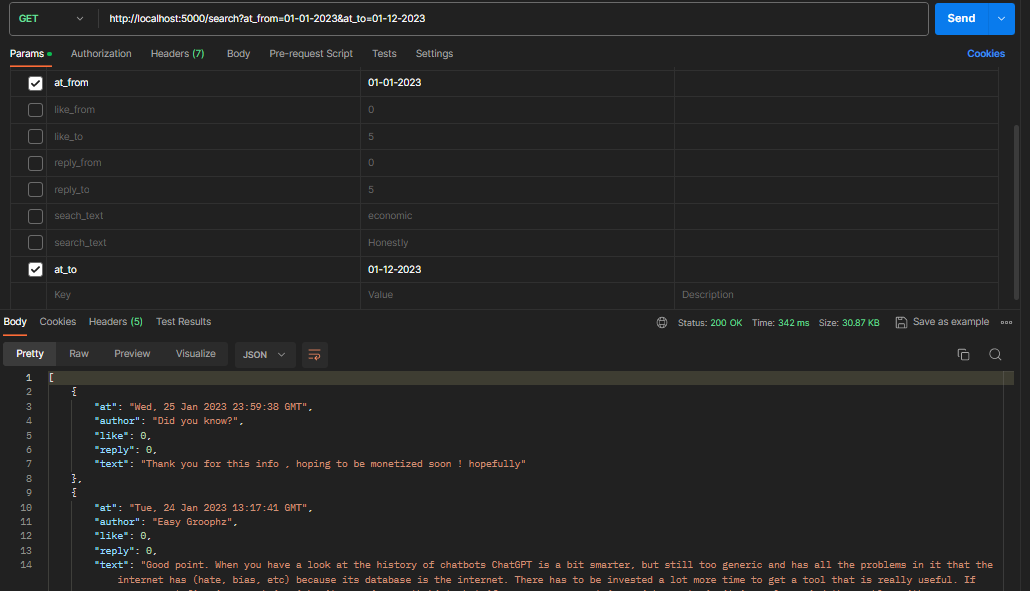 GET http://localhost:5000/search?at_from=01-01-2023&at_to=01-12-2023 Send
Params Authorization Headers (7) Body Pre-request Script Tests Settings Cookies
at_from 01-01-2023
like_from 0
like_to 5
reply_from 0
reply_to 5
seach_text economic
search_text Honestly
at_to 01-12-2023
Key Value Description
Body Cookies Headers (5) Test Results Status: 200 OK Time: 342 ms Size: 30.87 KB Save as example
Pretty Raw Preview Visualize JSON
1 [
2 {
3 "at": "Wed, 25 Jan 2023 23:59:38 GMT",
4 "author": "Did you know?",
5 "like": 0,
6 "reply": 0,
7 "text": "Thank you for this info , hoping to be monetized soon ! hopefully"
8 },
9 {
10 "at": "Tue, 24 Jan 2023 13:17:41 GMT",
11 "author": "Easy Groophz",
12 "like": 0,
13 "reply": 0,
14 "text": "Good point. When you have a look at the history of chatbots ChatGPT is a bit smarter, but still too generic and has all the problems in it that the
internet has (hate, bias, etc) because its database is the internet. There has to be invested a lot more time to get a tool that is really useful. If